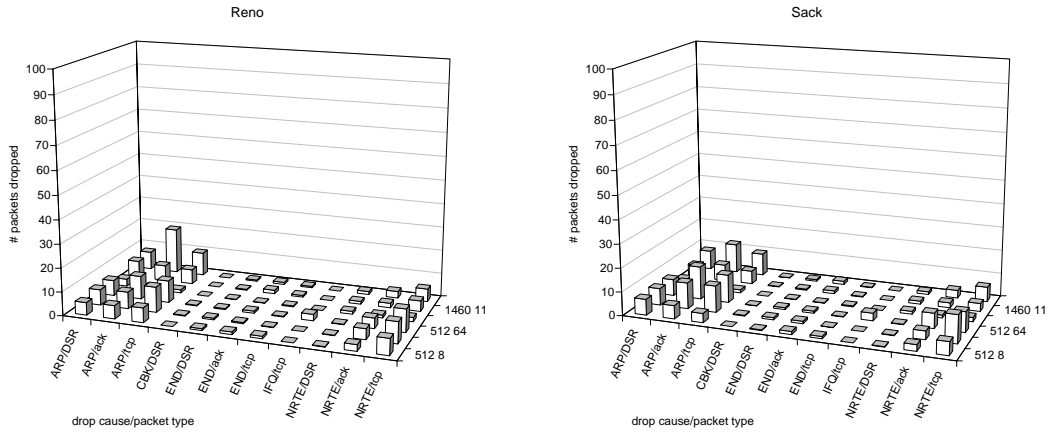 Reno
100
90
80
70
60
50
40
30
20
10
0
# packets dropped
ARP/DSR
ARP/ack
ARP/tcp
CBK/DSR
END/DSR
END/ack
END/tcp
IFQ/tcp
NRTE/DSR
NRTE/ack
NRTE/tcp
1460 11
512 64
512 8
drop cause/packet type
Sack
100
90
80
70
60
50
40
30
20
10
0
# packets dropped
ARP/DSR
ARP/ack
ARP/tcp
CBK/DSR
END/DSR
END/ack
END/tcp
IFQ/tcp
NRTE/DSR
NRTE/ack
NRTE/tcp
1460 11
512 64
512 8
drop cause/packet type